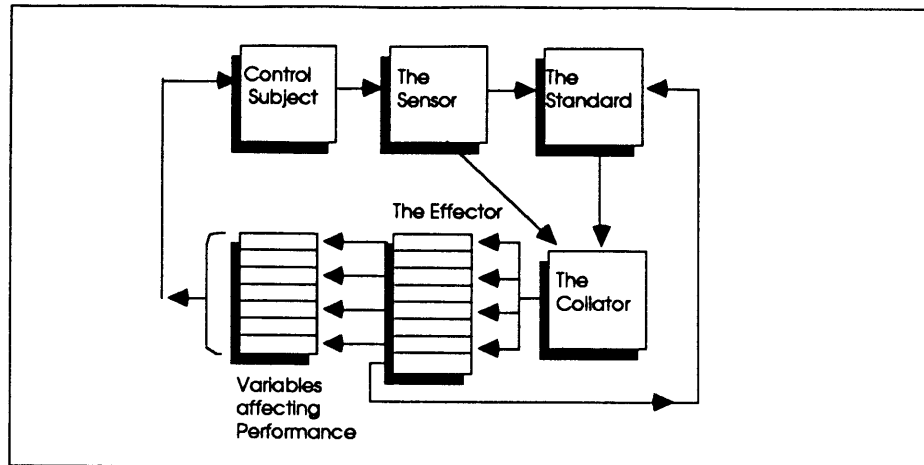 Control
Subject
The
Sensor
The
Standard
The Effector
The
Collator
Variables
affecting
Performance